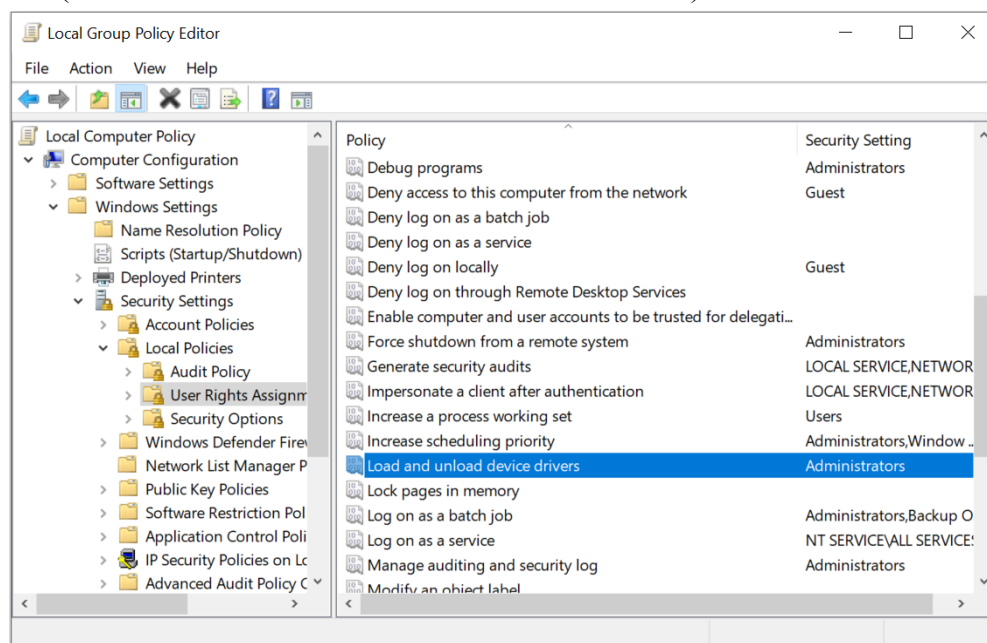 Local Group Policy Editor
File Action View Help
Local Computer Policy
Computer Configuration
Software Settings
Windows Settings
Name Resolution Policy
Scripts (Startup/Shutdown)
Deployed Printers
Security Settings
Account Policies
Local Policies
Audit Policy
User Rights Assignm
Security Options
Windows Defender Firew
Network List Manager P
Public Key Policies
Software Restriction Pol
Application Control Poli
IP Security Policies on Lo
Advanced Audit Policy C
Policy Security Setting
Debug programs Administrators
Deny access to this computer from the network Guest
Deny log on as a batch job
Deny log on as a service
Deny log on locally Guest
Deny log on through Remote Desktop Services
Enable computer and user accounts to be trusted for delegati...
Force shutdown from a remote system Administrators
Generate security audits LOCAL SERVICE,NETWOR
Impersonate a client after authentication LOCAL SERVICE,NETWOR
Increase a process working set Users
Increase scheduling priority Administrators,Window ..
Load and unload device drivers Administrators
Lock pages in memory
Log on as a batch job Administrators,Backup O
Log on as a service NT SERVICE\ALL SERVICES
Manage auditing and security log Administrators
Modify an object label